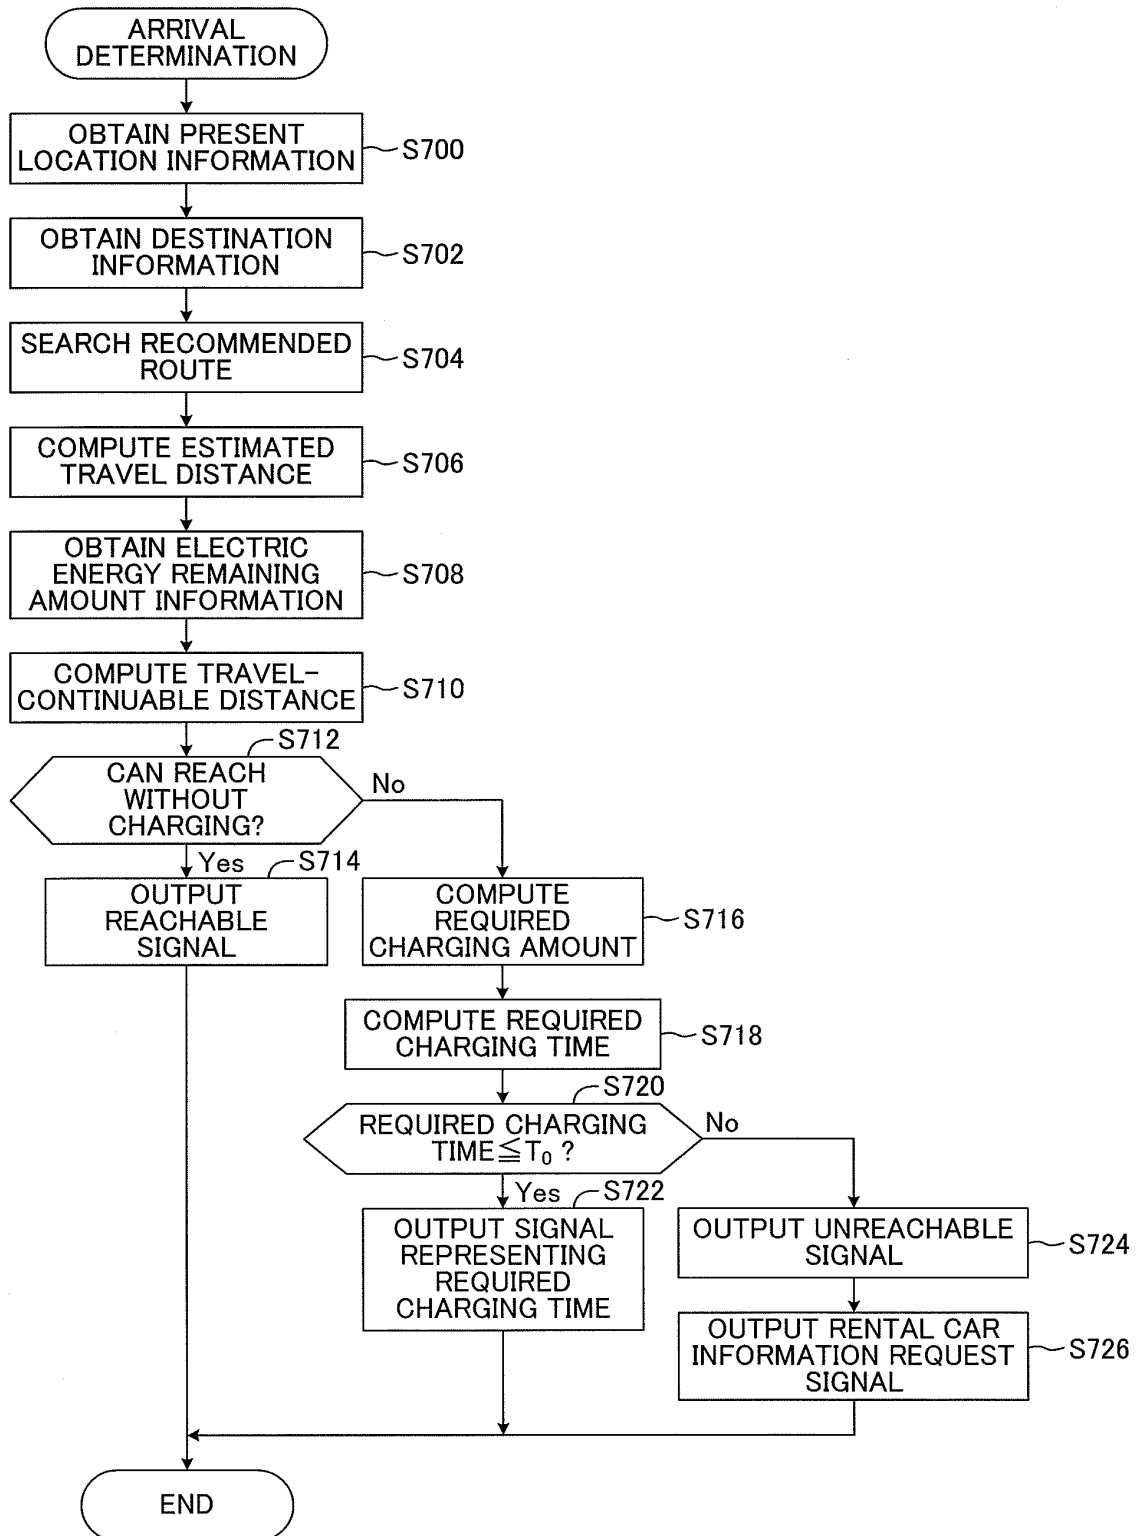 ARRIVAL
DETERMINATION
OBTAIN PRESENT
LOCATION INFORMATION
S700
OBTAIN DESTINATION
INFORMATION
S702
SEARCH RECOMMENDED
ROUTE
S704
COMPUTE ESTIMATED
TRAVEL DISTANCE
S706
OBTAIN ELECTRIC
ENERGY REMAINING
AMOUNT INFORMATION
S708
COMPUTE TRAVEL-
CONTINUABLE DISTANCE
S710
S712
CAN REACH
WITHOUT
CHARGING?
No
Yes
S714
OUTPUT
REACHABLE
SIGNAL
COMPUTE
REQUIRED
CHARGING AMOUNT
S716
COMPUTE REQUIRED
CHARGING TIME
S718
S720
REQUIRED CHARGING
TIME≦T₀ ?
No
Yes
S722
OUTPUT SIGNAL
REPRESENTING
REQUIRED
CHARGING TIME
OUTPUT UNREACHABLE
SIGNAL
S724
OUTPUT RENTAL CAR
INFORMATION REQUEST
SIGNAL
S726
END